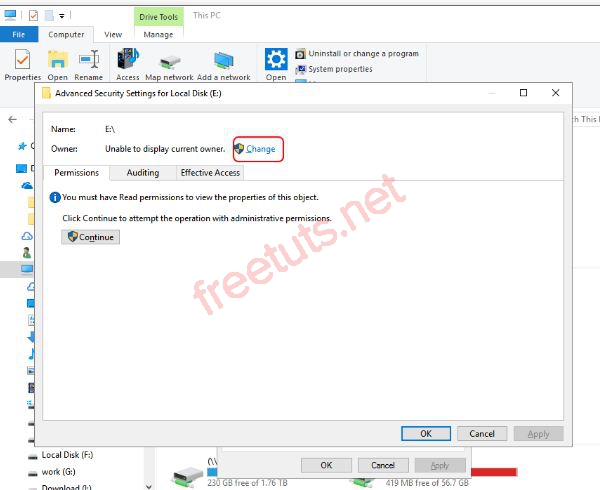 Drive Tools This PC
File Computer View Manage
Properties Open Rename Access Map network Add a network Open
Uninstall or change a program
System properties
Advanced Security Settings for Local Disk (E:)
Name: E:\
Owner: Unable to display current owner. Change
Permissions Auditing Effective Access
You must have Read permissions to view the properties of this object.
Click Continue to attempt the operation with administrative permissions.
Continue
freetuts.net
OK Cancel Apply
Local Disk (F:)
work (G:)
Download (I:)
OK Cancel Apply
230 GB free of 1.76 TB 419 MB free of 56.7 GB